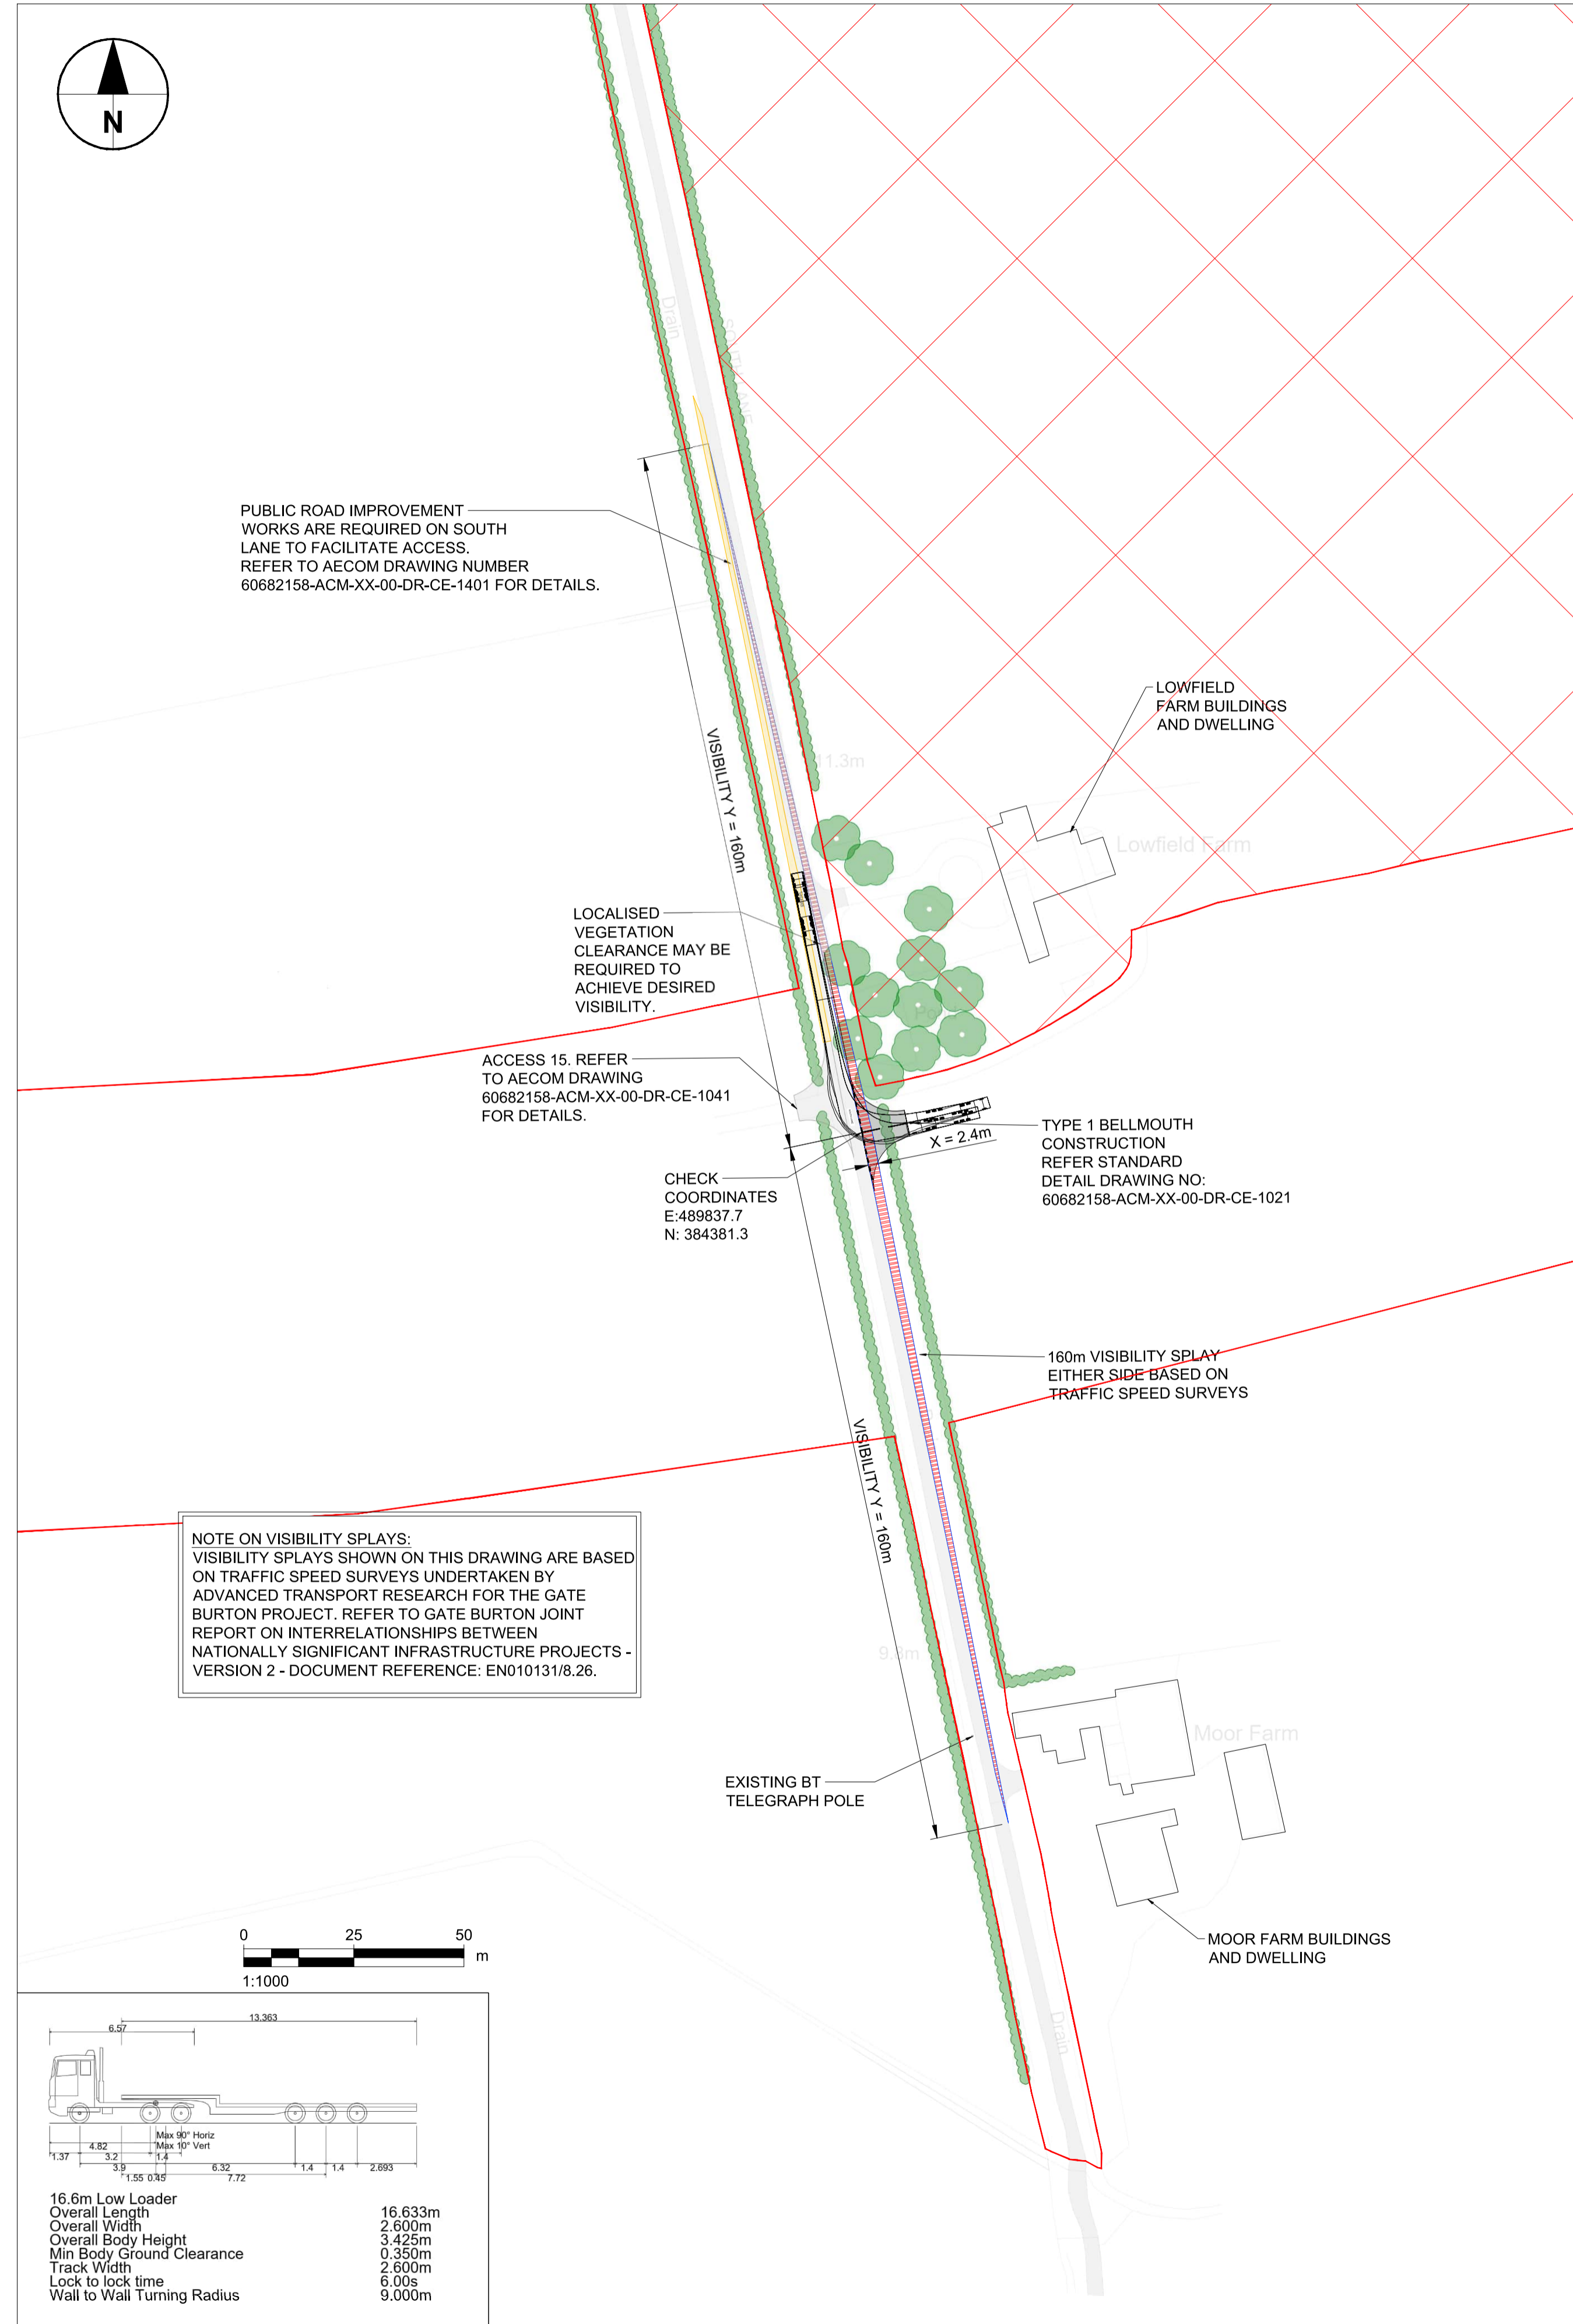 N
Drain
SOUTH LANE
PUBLIC ROAD IMPROVEMENT
WORKS ARE REQUIRED ON SOUTH
LANE TO FACILITATE ACCESS.
REFER TO AECOM DRAWING NUMBER
60682158-ACM-XX-00-DR-CE-1401 FOR DETAILS.
LOWFIELD
FARM BUILDINGS
AND DWELLING
VISIBILITY Y = 160m
11.3m
Lowfield Farm
LOCALISED
VEGETATION
CLEARANCE MAY BE
REQUIRED TO
ACHIEVE DESIRED
VISIBILITY.
ACCESS 15. REFER
TO AECOM DRAWING
60682158-ACM-XX-00-DR-CE-1041
FOR DETAILS.
X = 2.4m
TYPE 1 BELLMOUTH
CONSTRUCTION
REFER STANDARD
DETAIL DRAWING NO:
60682158-ACM-XX-00-DR-CE-1021
CHECK
COORDINATES
E:489837.7
N: 384381.3
160m VISIBILITY SPLAY
EITHER SIDE BASED ON
TRAFFIC SPEED SURVEYS
VISIBILITY Y = 160m
NOTE ON VISIBILITY SPLAYS:
VISIBILITY SPLAYS SHOWN ON THIS DRAWING ARE BASED
ON TRAFFIC SPEED SURVEYS UNDERTAKEN BY
ADVANCED TRANSPORT RESEARCH FOR THE GATE
BURTON PROJECT. REFER TO GATE BURTON JOINT
REPORT ON INTERRELATIONSHIPS BETWEEN
NATIONALLY SIGNIFICANT INFRASTRUCTURE PROJECTS -
VERSION 2 - DOCUMENT REFERENCE: EN010131/8.26.
Moor Farm
EXISTING BT
TELEGRAPH POLE
MOOR FARM BUILDINGS
AND DWELLING
Drain
0 25 50
m
1:1000
13.363
6.57
Max 90° Horiz
Max 10° Vert
4.82
1.37 3.2 1.4
3.9 6.32 1.4 1.4 2.693
1.55 0.45 7.72
16.6m Low Loader
Overall Length 16.633m
Overall Width 2.600m
Overall Body Height 3.425m
Min Body Ground Clearance 0.350m
Track Width 2.600m
Lock to lock time 6.00s
Wall to Wall Turning Radius 9.000m